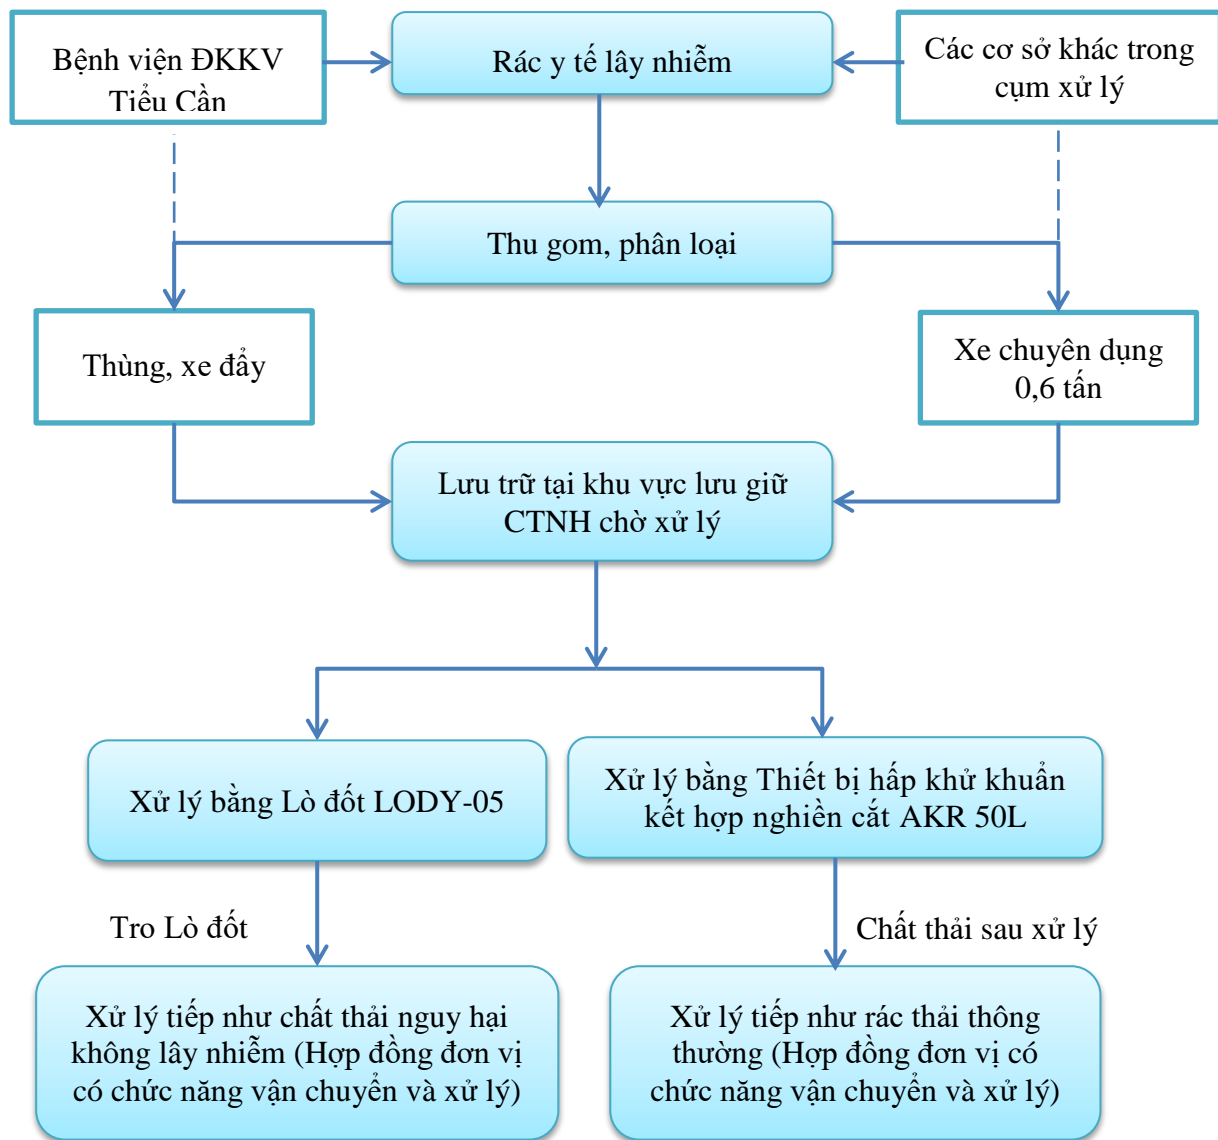 Bệnh viện ĐKKV
Tiểu Cần
Rác y tế lây nhiễm
Các cơ sở khác trong
cụm xử lý
Thu gom, phân loại
Thùng, xe đẩy
Xe chuyên dụng
0,6 tấn
Lưu trữ tại khu vực lưu giữ
CTNH chờ xử lý
Xử lý bằng Lò đốt LODY-05
Xử lý bằng Thiết bị hấp khử khuẩn
kết hợp nghiền cắt AKR 50L
Tro Lò đốt
Chất thải sau xử lý
Xử lý tiếp như chất thải nguy hại
không lây nhiễm (Hợp đồng đơn vị
có chức năng vận chuyển và xử lý)
Xử lý tiếp như rác thải thông
thường (Hợp đồng đơn vị có
chức năng vận chuyển và xử lý)